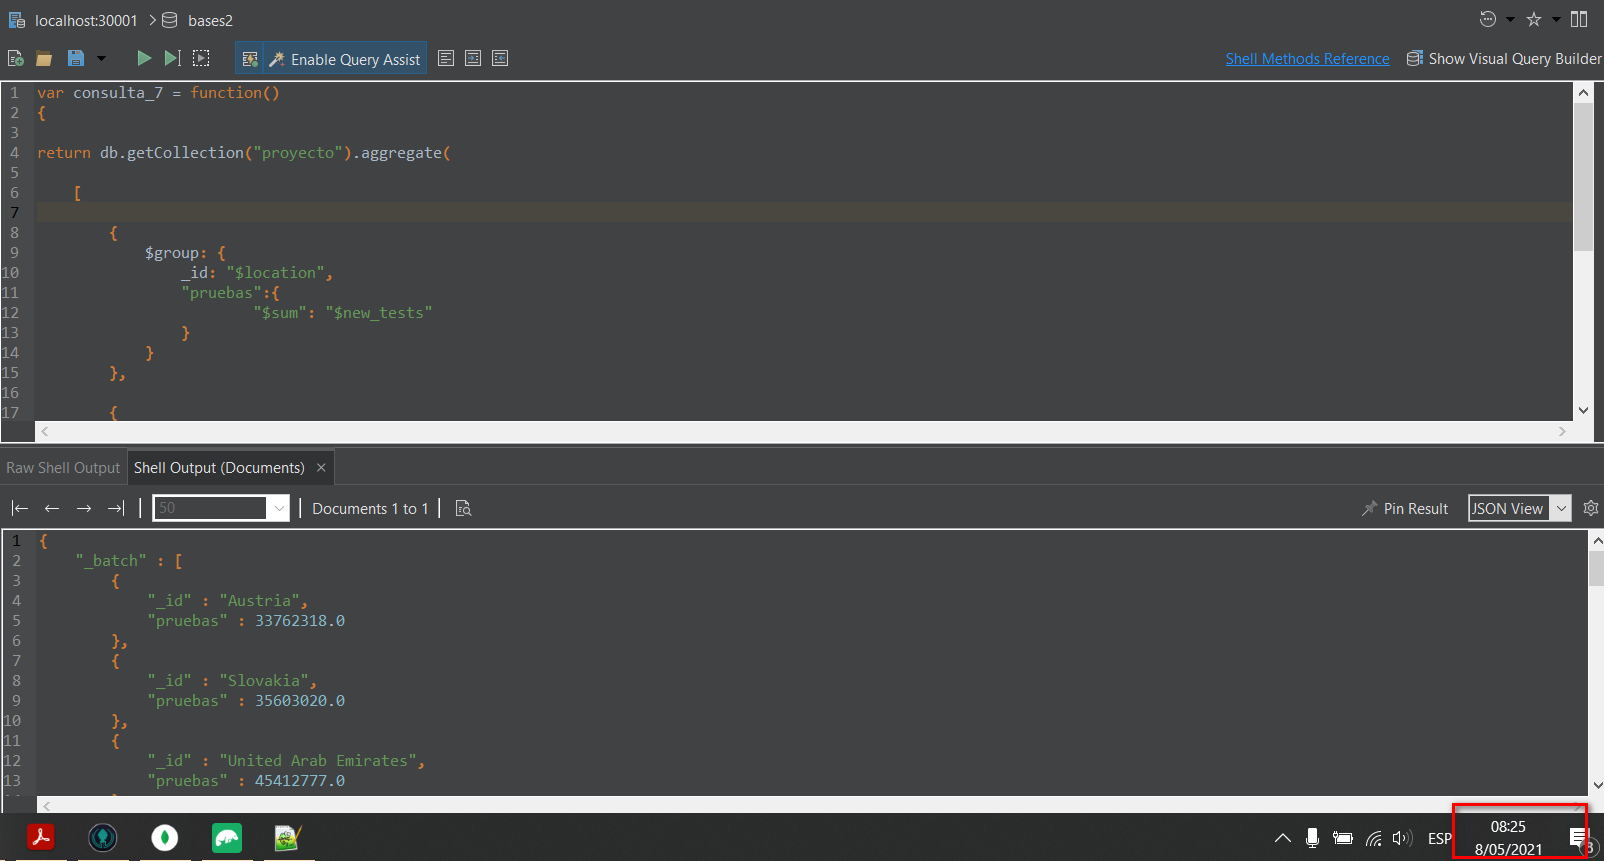 localhost:30001 > bases2
Enable Query Assist
Shell Methods Reference
Show Visual Query Builder
1 var consulta_7 = function()
2 {
3
4 return db.getCollection("proyecto").aggregate(
5
6 [
7
8 {
9 $group: {
10 _id: "$location",
11 "pruebas":{
12 "$sum": "$new_tests"
13 }
14 }
15 },
16
17 {
Raw Shell Output
Shell Output (Documents) ×
50
Documents 1 to 1
Pin Result
JSON View
1 {
2 "_batch" : [
3 {
4 "_id" : "Austria",
5 "pruebas" : 33762318.0
6 },
7 {
8 "_id" : "Slovakia",
9 "pruebas" : 35603020.0
10 },
11 {
12 "_id" : "United Arab Emirates",
13 "pruebas" : 45412777.0
ESP
08:25
8/05/2021
3